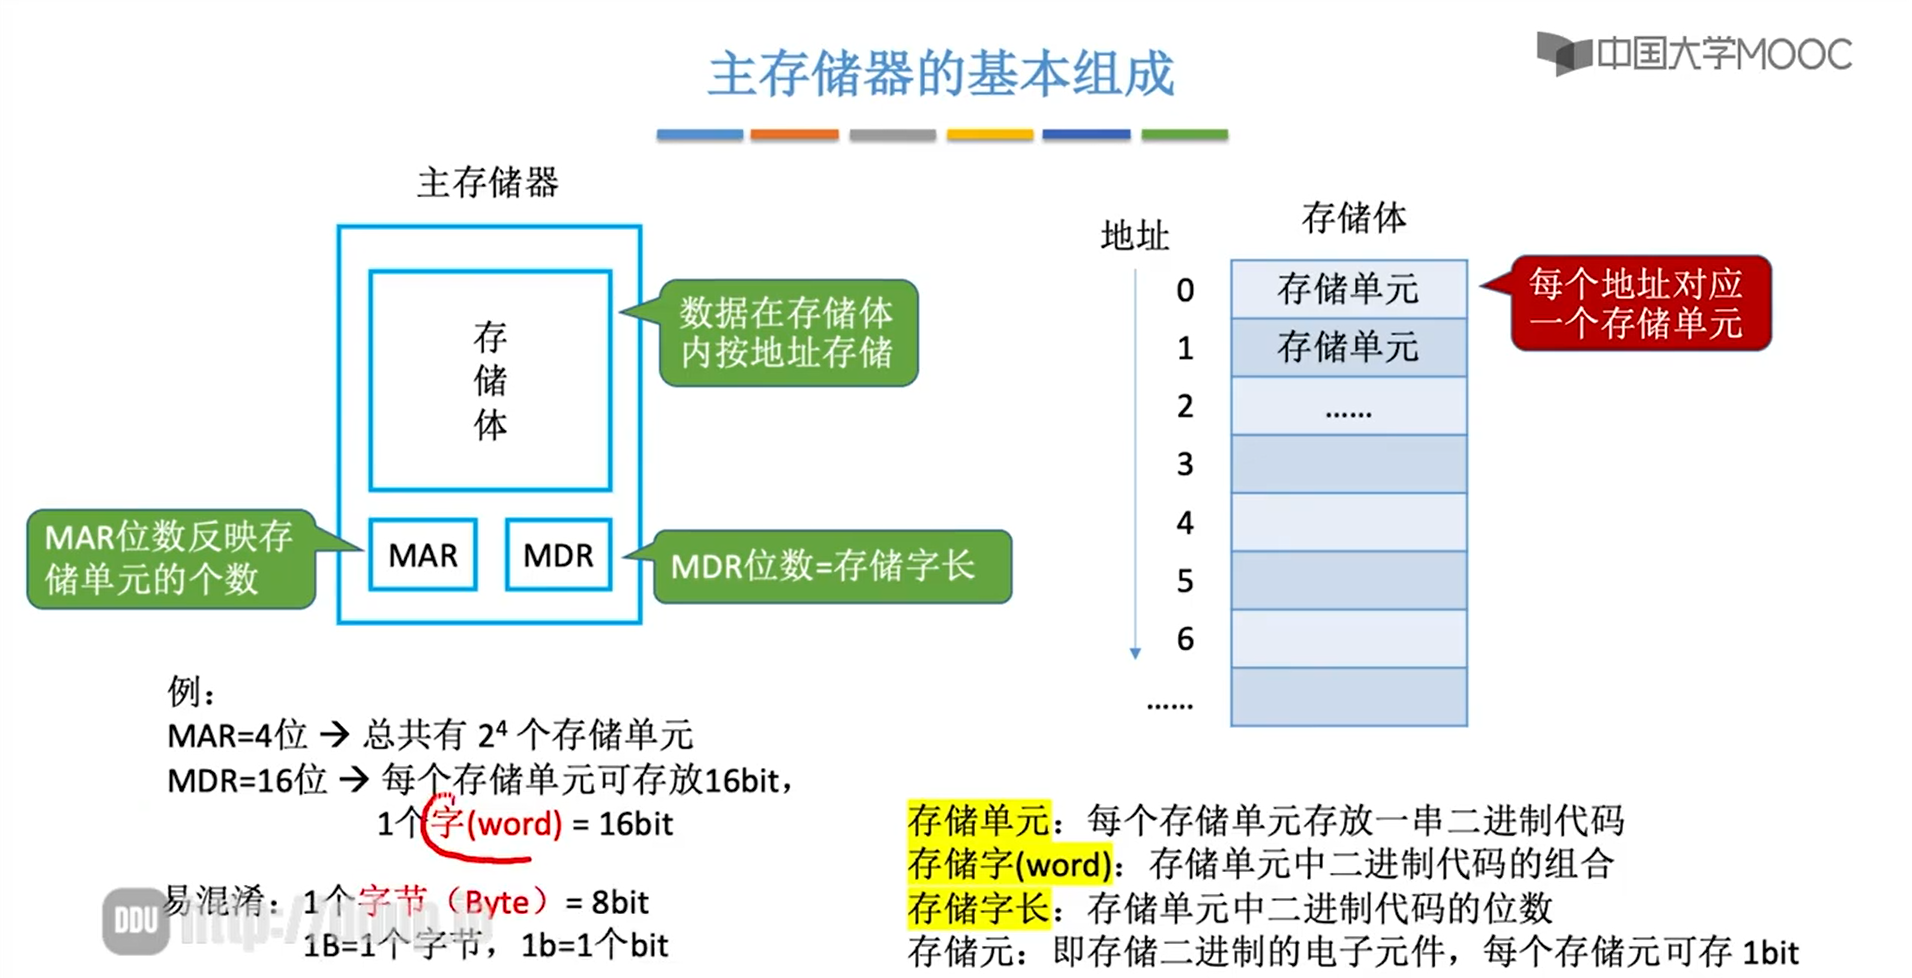 中国大学MOOC
主存储器的基本组成
主存储器
存
储
体
数据在存储体
内按地址存储
MAR位数反映存
储单元的个数
MAR
MDR
MDR位数=存储字长
例：
MAR=4位 → 总共有 2⁴ 个存储单元
MDR=16位 → 每个存储单元可存放16bit，
1个字(word) = 16bit
易混淆：1个字节（Byte）= 8bit
1B=1个字节，1b=1个bit
DDU
地址
存储体
0
存储单元
1
存储单元
2
……
3
4
5
6
……
每个地址对应
一个存储单元
存储单元：每个存储单元存放一串二进制代码
存储字(word)：存储单元中二进制代码的组合
存储字长：存储单元中二进制代码的位数
存储元：即存储二进制的电子元件，每个存储元可存 1bit